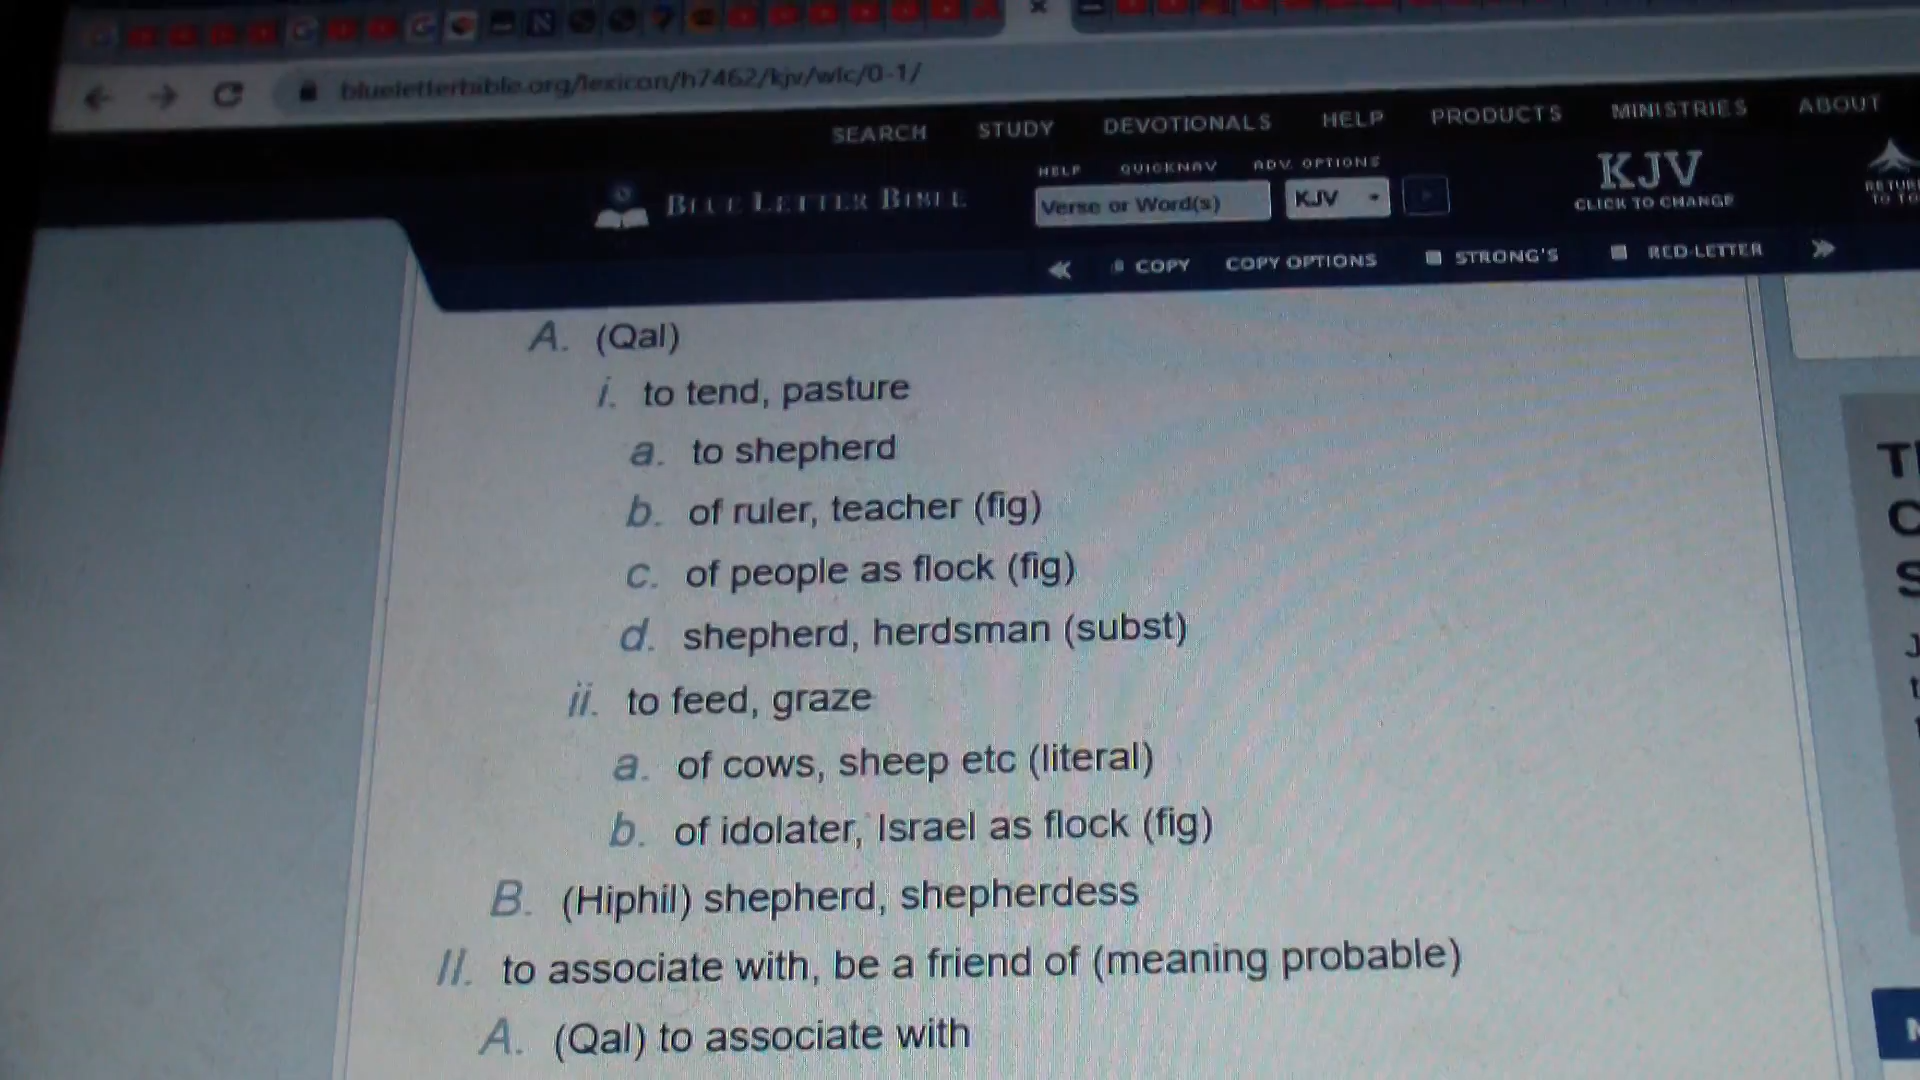 blueletterbible.org/lexicon/h7462/kjv/wlc/0-1/
SEARCH STUDY DEVOTIONALS HELP PRODUCTS MINISTRIES ABOUT
HELP QUICKNAV ADV. OPTIONS
BLUE LETTER BIBLE Verse or Word(s) KJV KJV
CLICK TO CHANGE
COPY COPY OPTIONS STRONG'S RED-LETTER
A. (Qal)
i. to tend, pasture
a. to shepherd
b. of ruler, teacher (fig)
c. of people as flock (fig)
d. shepherd, herdsman (subst)
ii. to feed, graze
a. of cows, sheep etc (literal)
b. of idolater, Israel as flock (fig)
B. (Hiphil) shepherd, shepherdess
II. to associate with, be a friend of (meaning probable)
A. (Qal) to associate with